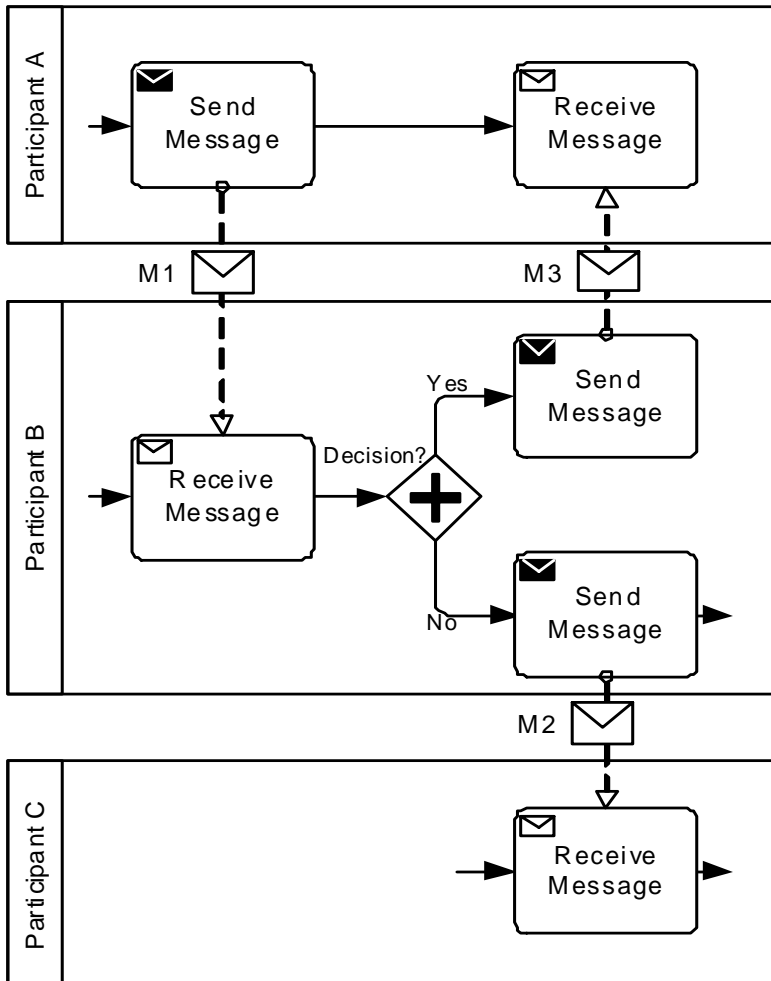 Participant A
Send
Message
Receive
Message
M1
M3
Participant B
Receive
Message
Decision?
Yes
No
Send
Message
Send
Message
M2
Participant C
Receive
Message